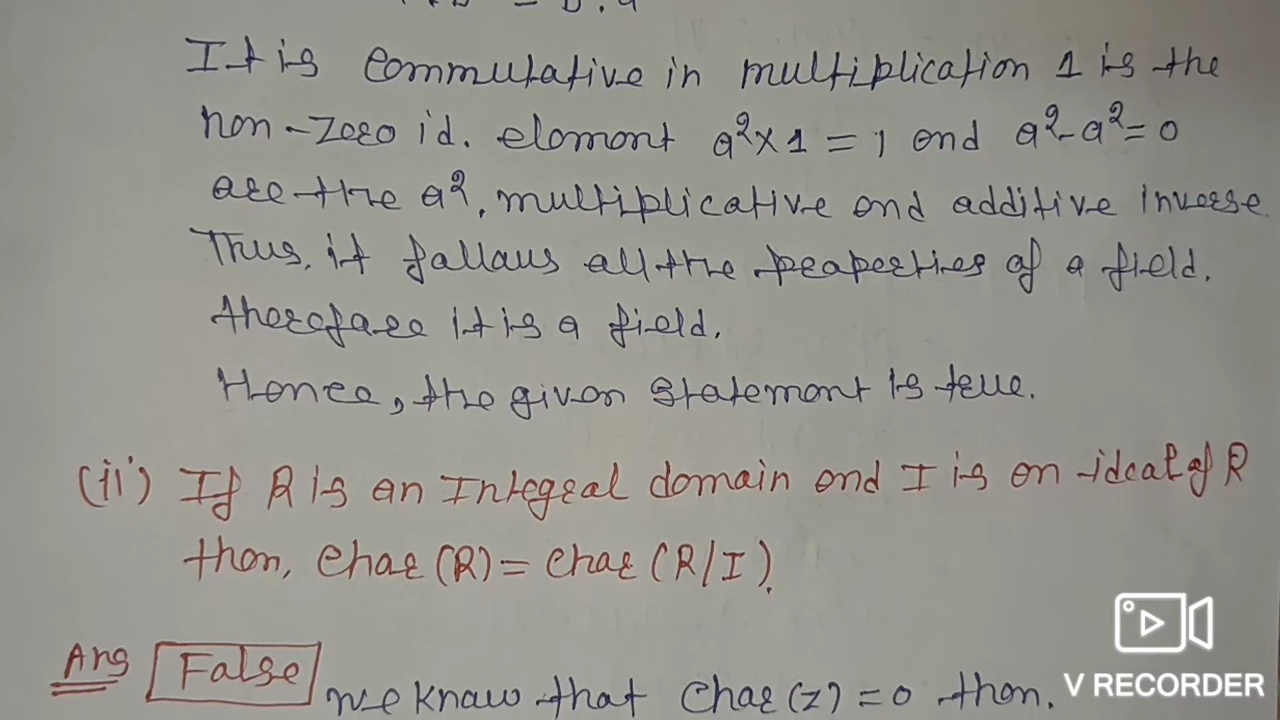 It is commutative in multiplication 1 is the
non-zero id. element a²x1 = 1 and a²-a²=0
are the a², multiplicative and additive inverse
Thus, it follows all the properties of a field.
therefore it is a field.
Hence, the given statement is true.
(ii) If R is an Integral domain and I is an ideal of R
then, Char (R) = Char (R/I).
Ans False we know that Char (Z) = 0 then.
V RECORDER